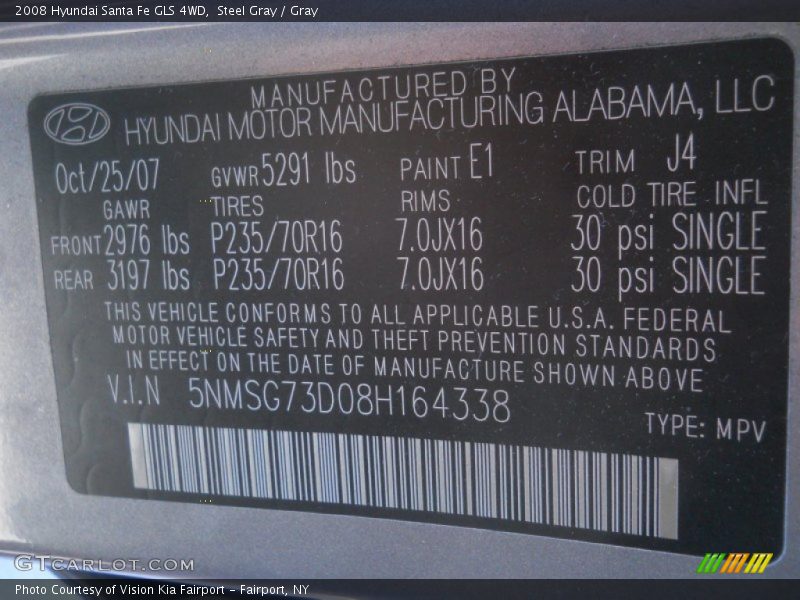 2008 Hyundai Santa Fe GLS 4WD, Steel Gray / Gray
MANUFACTURED BY
HYUNDAI MOTOR MANUFACTURING ALABAMA, LLC
Oct/25/07 GVWR 5291 lbs PAINT E1 TRIM J4
GAWR TIRES RIMS COLD TIRE INFL
FRONT 2976 lbs P235/70R16 7.0JX16 30 psi SINGLE
REAR 3197 lbs P235/70R16 7.0JX16 30 psi SINGLE
THIS VEHICLE CONFORMS TO ALL APPLICABLE U.S.A. FEDERAL
MOTOR VEHICLE SAFETY AND THEFT PREVENTION STANDARDS
IN EFFECT ON THE DATE OF MANUFACTURE SHOWN ABOVE
V.I.N 5NMSG73D08H164338
TYPE: MPV
GTCARLOT.COM
Photo Courtesy of Vision Kia Fairport - Fairport, NY